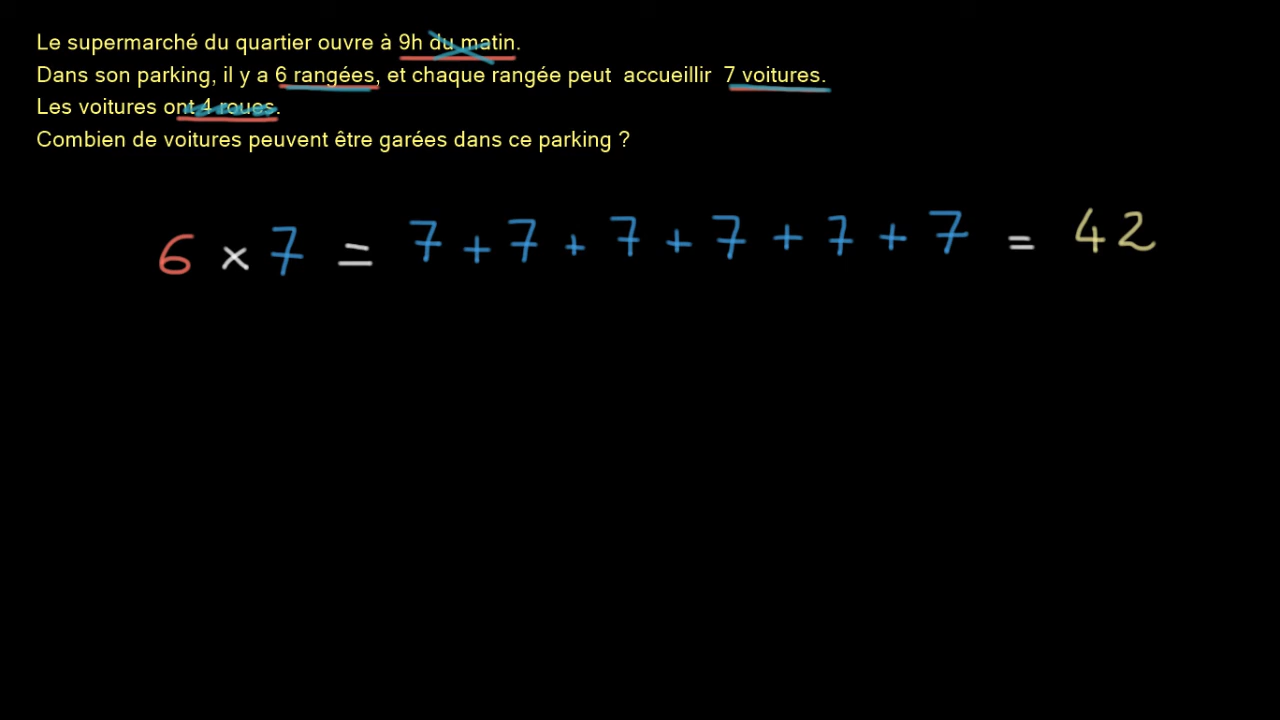 Le supermarché du quartier ouvre à 9h du matin.
Dans son parking, il y a 6 rangées, et chaque rangée peut accueillir 7 voitures.
Les voitures ont 4 roues.
Combien de voitures peuvent être garées dans ce parking ?
6 × 7 = 7 + 7 + 7 + 7 + 7 + 7 = 42